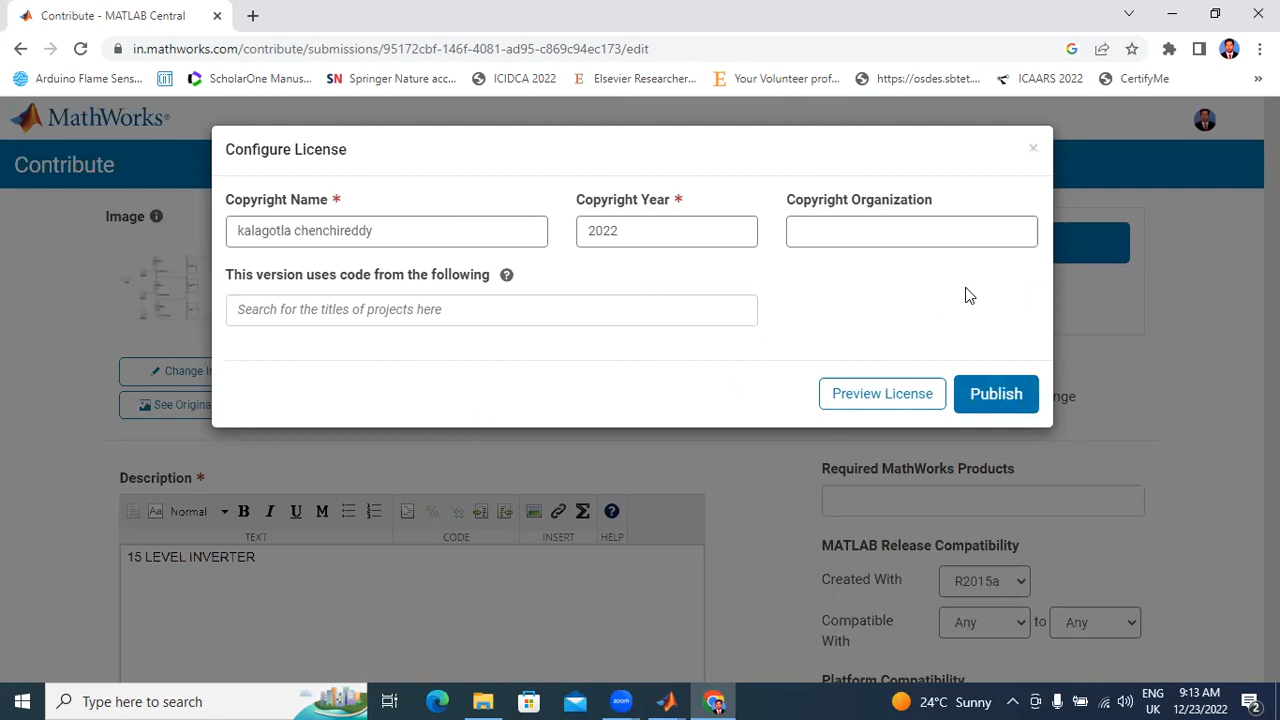 Contribute - MATLAB Central
in.mathworks.com/contribute/submissions/95172cbf-146f-4081-ad95-c869c94ec173/edit
Arduino Flame Sens... ScholarOne Manus... SN Springer Nature acc... ICIDCA 2022 E Elsevier Researcher... Your Volunteer prof... https://osdes.sbtet.... ICAARS 2022 CertifyMe »
MathWorks®
Contribute
Image
Change I
See Origina
nge
Configure License ×
Copyright Name * Copyright Year * Copyright Organization
kalagotla chenchireddy 2022
This version uses code from the following ?
Search for the titles of projects here
Preview License Publish
Description *
Normal B I U M
TEXT CODE INSERT HELP
15 LEVEL INVERTER
Required MathWorks Products
MATLAB Release Compatibility
Created With R2015a
Compatible With Any to Any
Platform Compatibility
Type here to search
zoom
24°C Sunny
ENG
UK
9:13 AM
12/23/2022
2